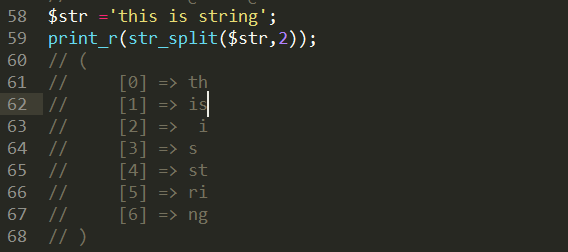 58 $str ='this is string';
59 print_r(str_split($str,2));
60 // (
61 //     [0] => th
62 //     [1] => is
63 //     [2] =>  i
64 //     [3] => s
65 //     [4] => st
66 //     [5] => ri
67 //     [6] => ng
68 // )